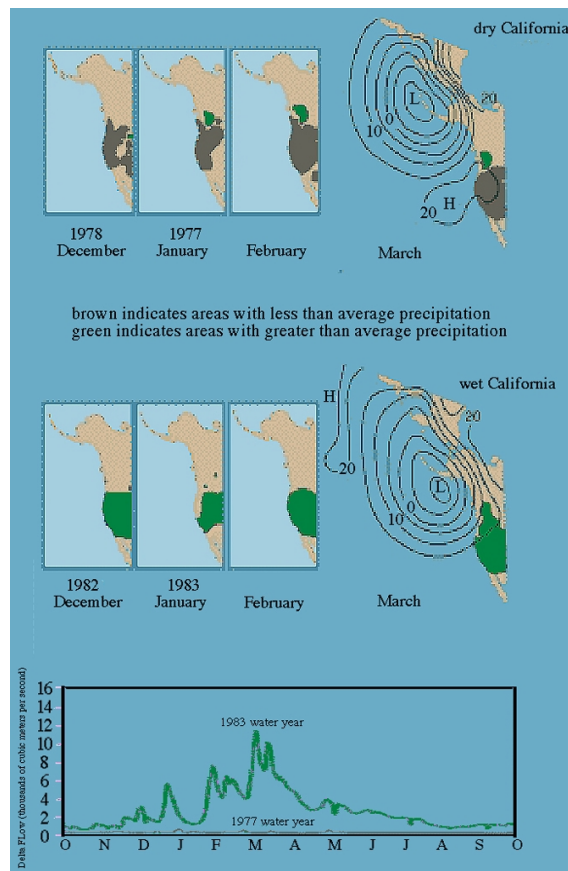 dry California
L
20
0
10
H
20
1978
December
1977
January
February
March
brown indicates areas with less than average precipitation
green indicates areas with greater than average precipitation
wet California
H
20
20
L
0
10
1982
December
1983
January
February
March
Delta FLow (thousands of cubic meters per second)
16
14
12
10
8
6
4
2
0
1983 water year
1977 water year
O N D J F M A M J J A S O